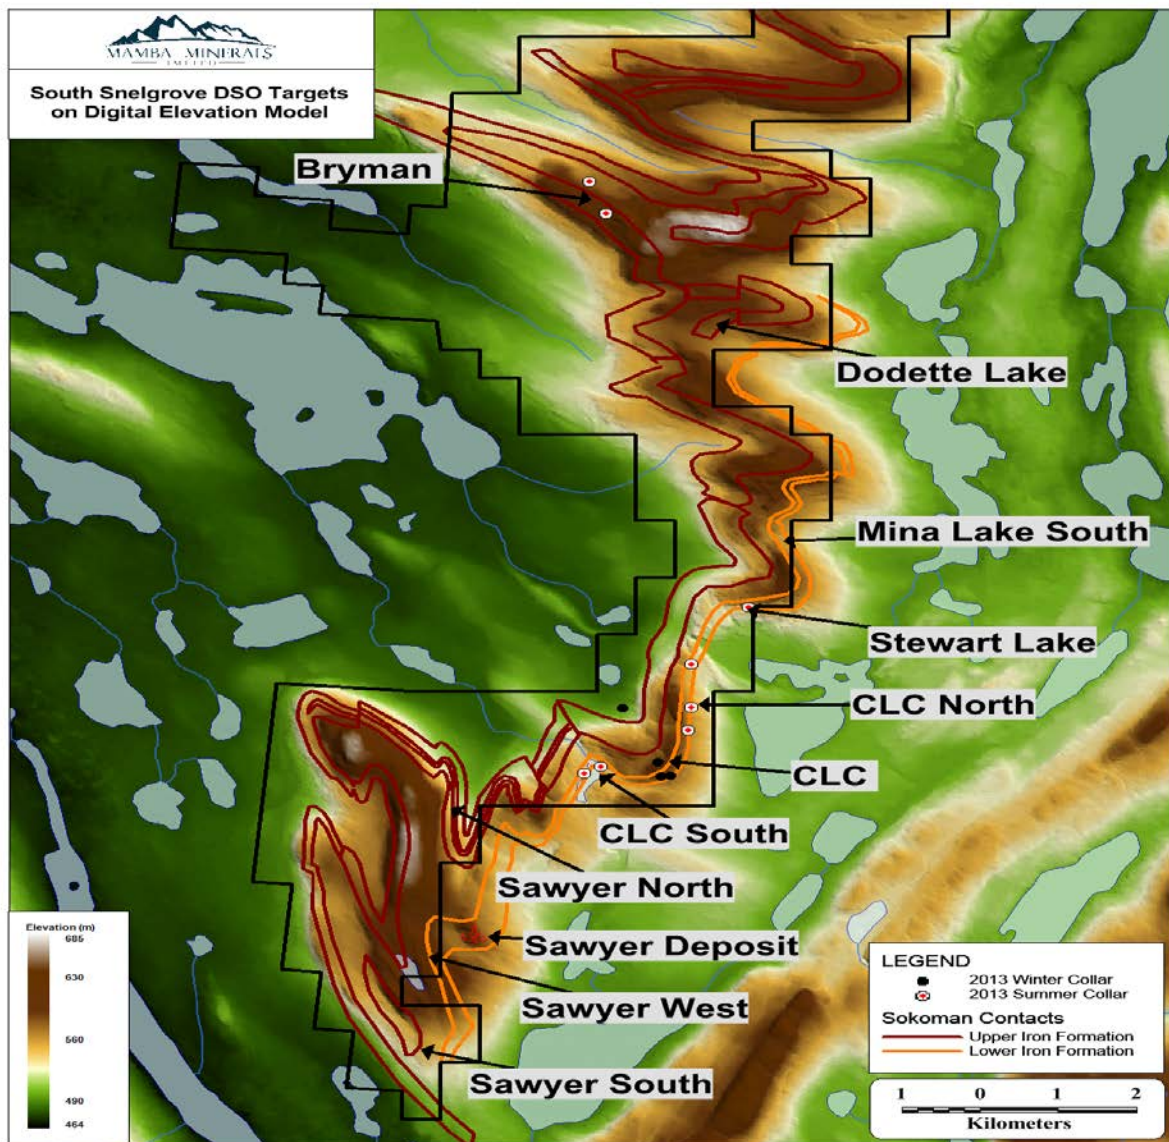 MAMBA MINERALS
LIMITED
South Snelgrove DSO Targets
on Digital Elevation Model
Bryman
Dodette Lake
Mina Lake South
Stewart Lake
CLC North
CLC
CLC South
Sawyer North
Sawyer Deposit
Sawyer West
Sawyer South
Elevation (m)
685
630
560
490
464
LEGEND
2013 Winter Collar
2013 Summer Collar
Sokoman Contacts
Upper Iron Formation
Lower Iron Formation
1 0 1 2
Kilometers